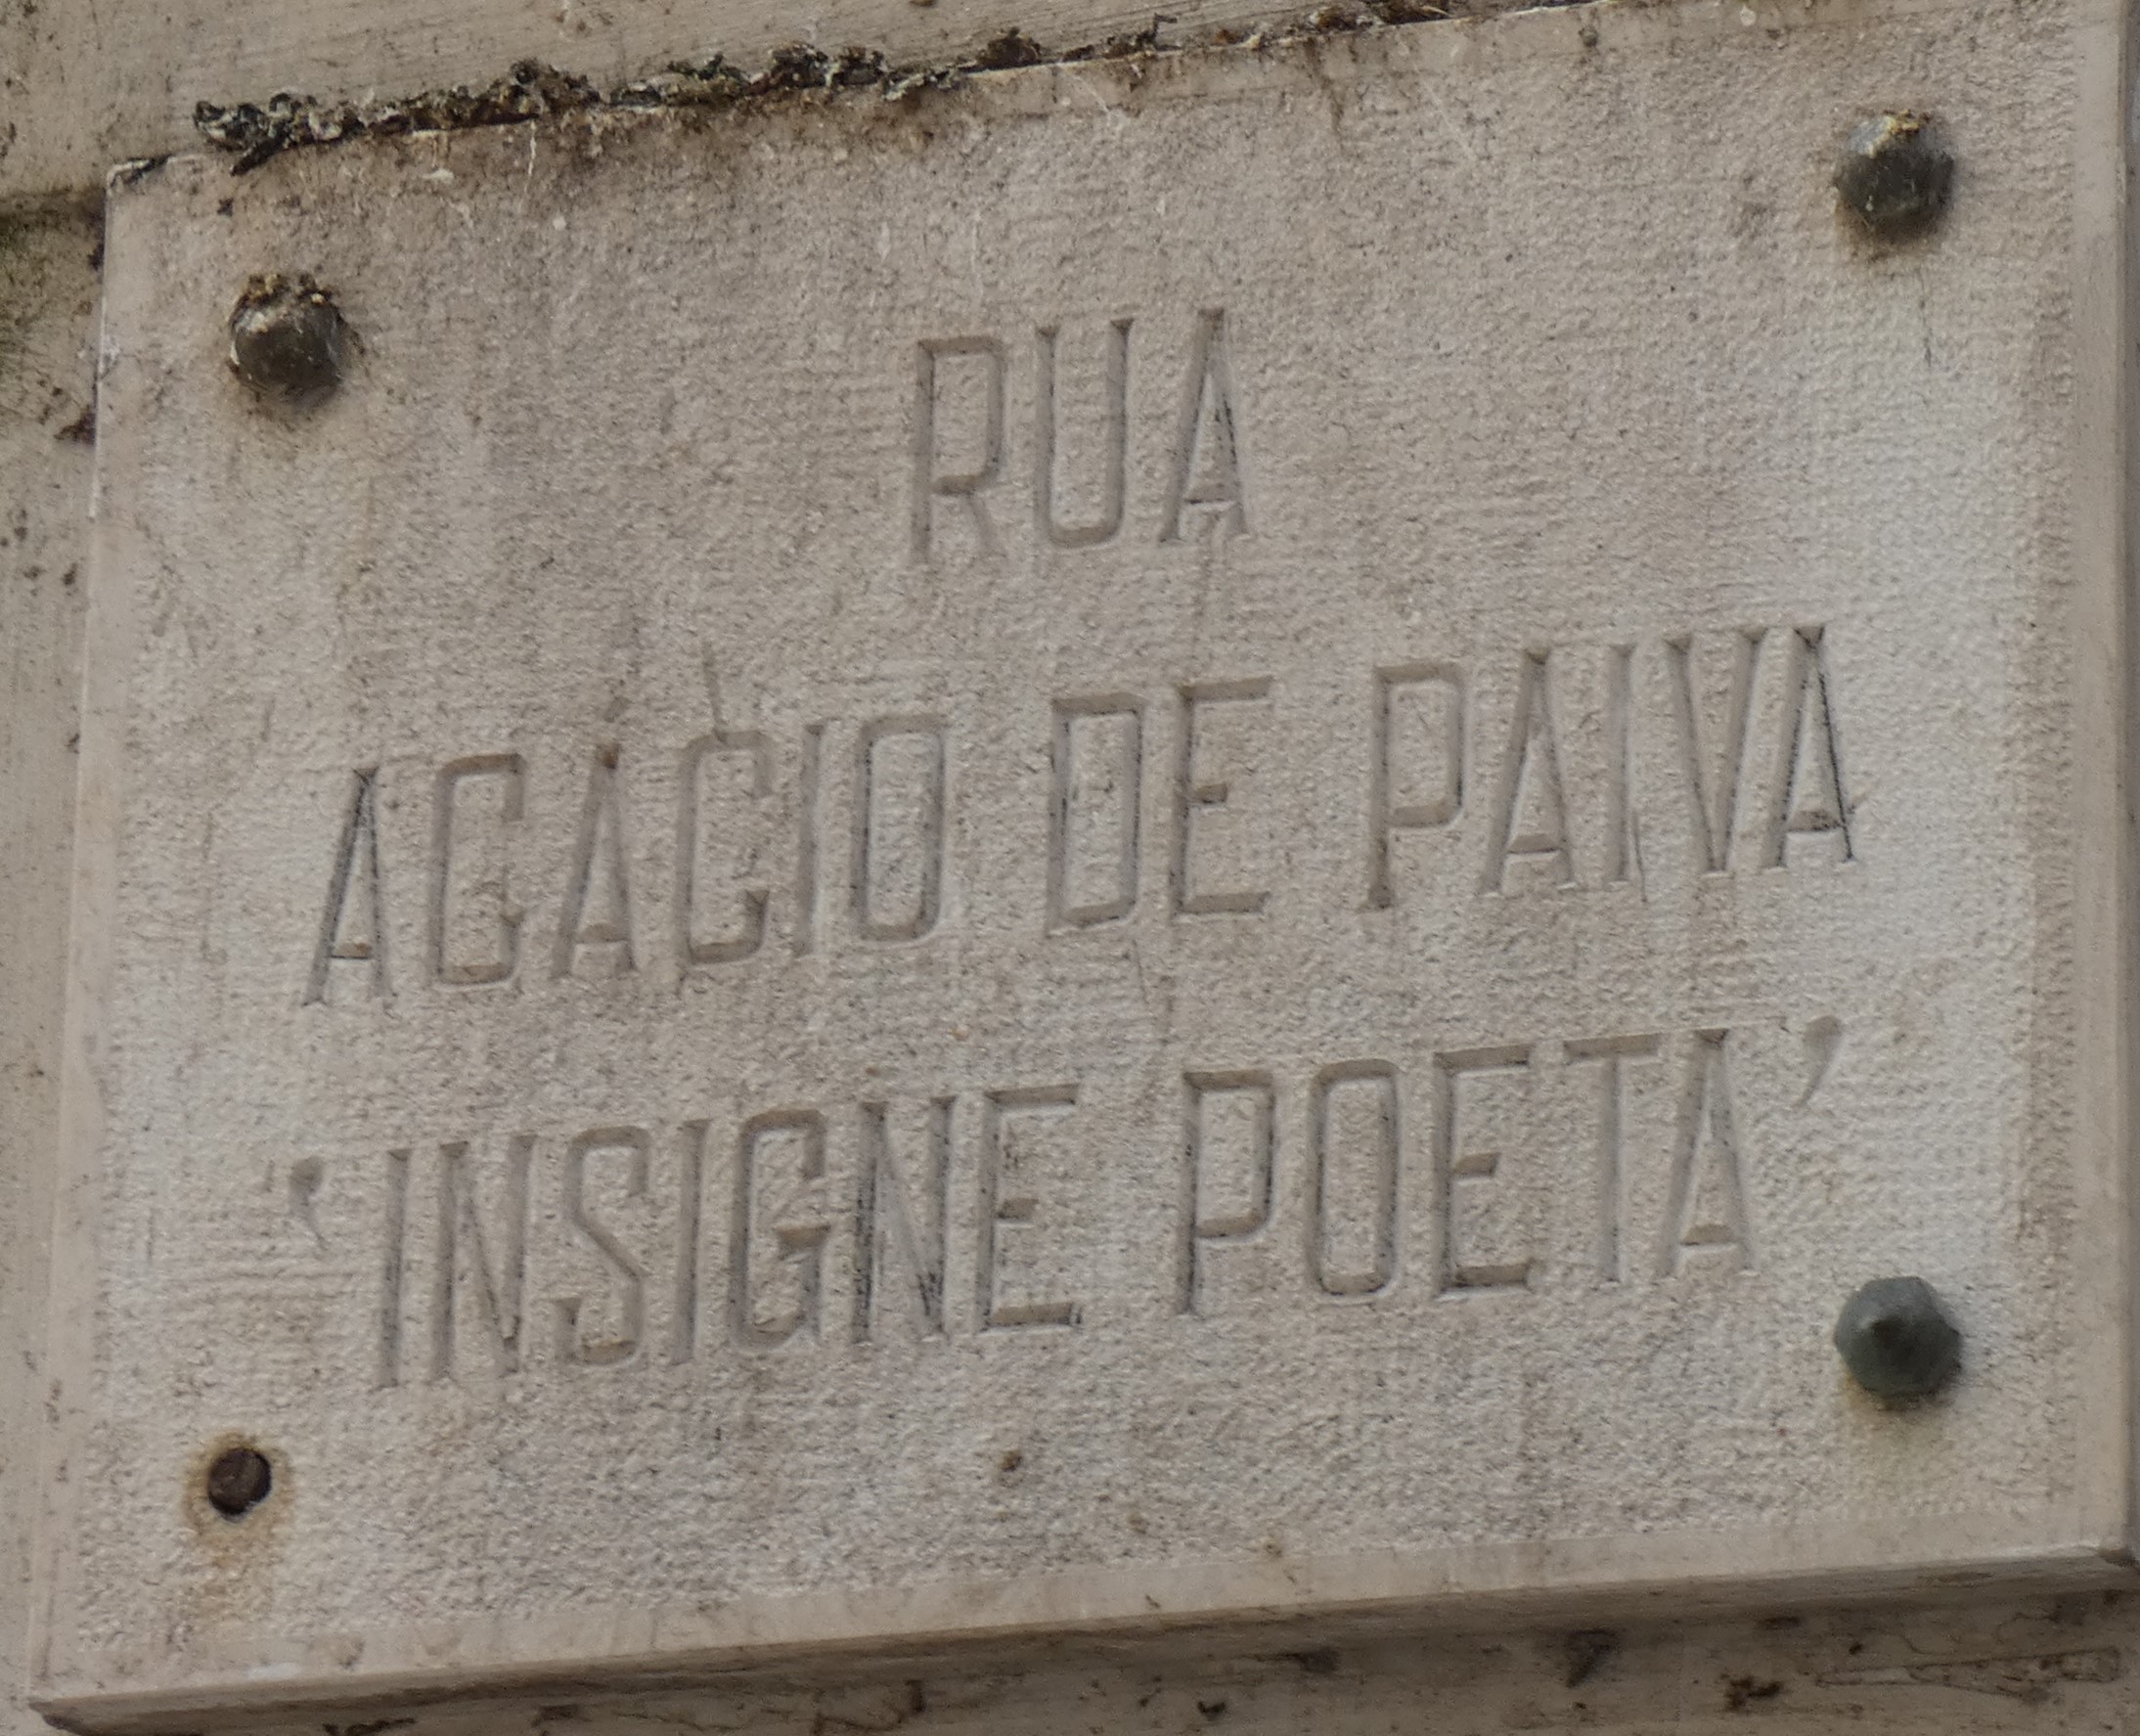 RUA
ACÁCIO DE PAIVA
‘INSIGNE POETA’